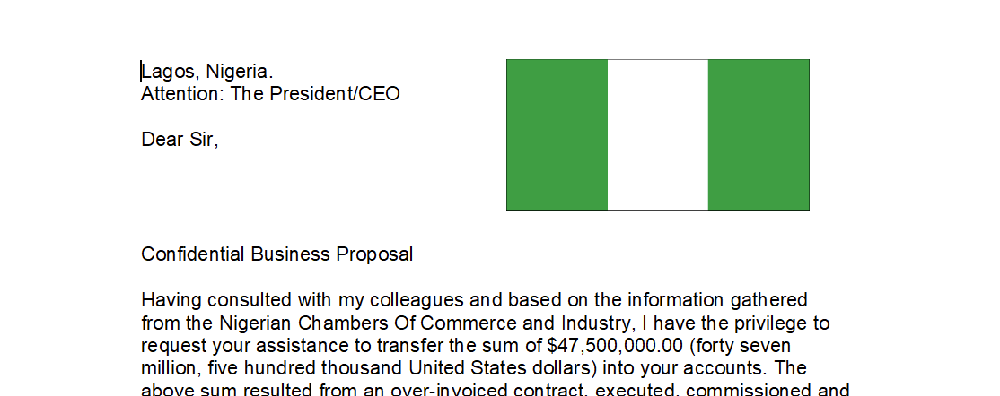 Lagos, Nigeria.
Attention: The President/CEO
Dear Sir,
Confidential Business Proposal
Having consulted with my colleagues and based on the information gathered
from the Nigerian Chambers Of Commerce and Industry, I have the privilege to
request your assistance to transfer the sum of $47,500,000.00 (forty seven
million, five hundred thousand United States dollars) into your accounts. The
above sum resulted from an over-invoiced contract, executed, commissioned and